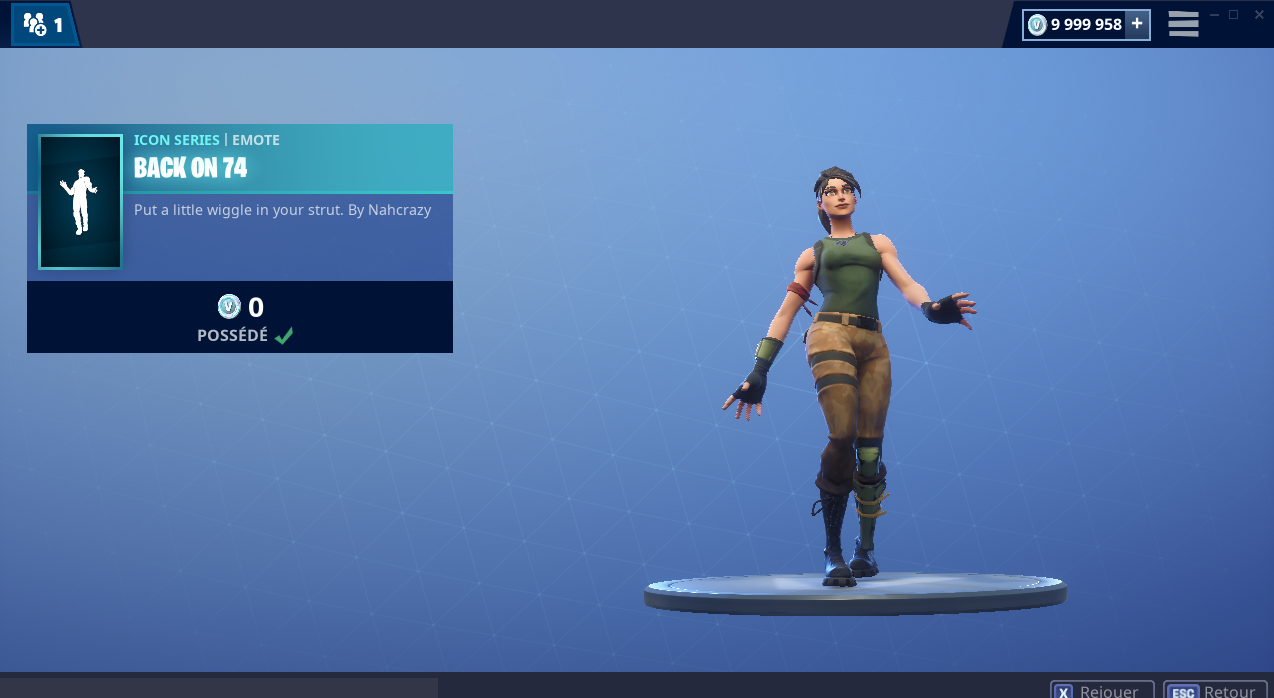 1
9 999 958 +
ICON SERIES | EMOTE
BACK ON 74
Put a little wiggle in your strut. By Nahcrazy
V 0
POSSÉDÉ
X Rejouer
ESC Retour